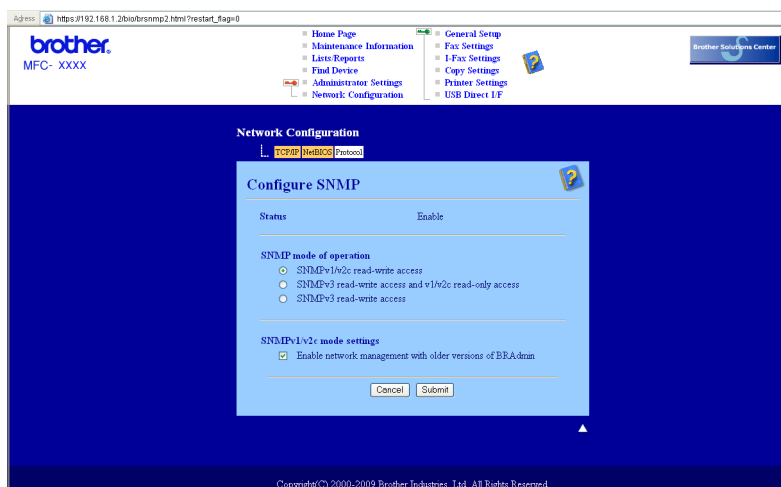 Agress https://192.168.1.2/bio/brsnmp2.html?restart_flag=0
brother.
MFC- XXXX
Home Page
Maintenance Information
Lists/Reports
Find Device
Administrator Settings
Network Configuration
General Setup
Fax Settings
I-Fax Settings
Copy Settings
Printer Settings
USB Direct I/F
Brother Solutions Center
Network Configuration
TCP/IP NetBIOS Protocol
Configure SNMP
Status Enable
SNMP mode of operation
SNMPv1/v2c read-write access
SNMPv3 read-write access and v1/v2c read-only access
SNMPv3 read-write access
SNMPv1/v2c mode settings
Enable network management with older versions of BRAdmin
Cancel Submit
Copyright(C) 2000-2009 Brother Industries, Ltd. All Rights Reserved.